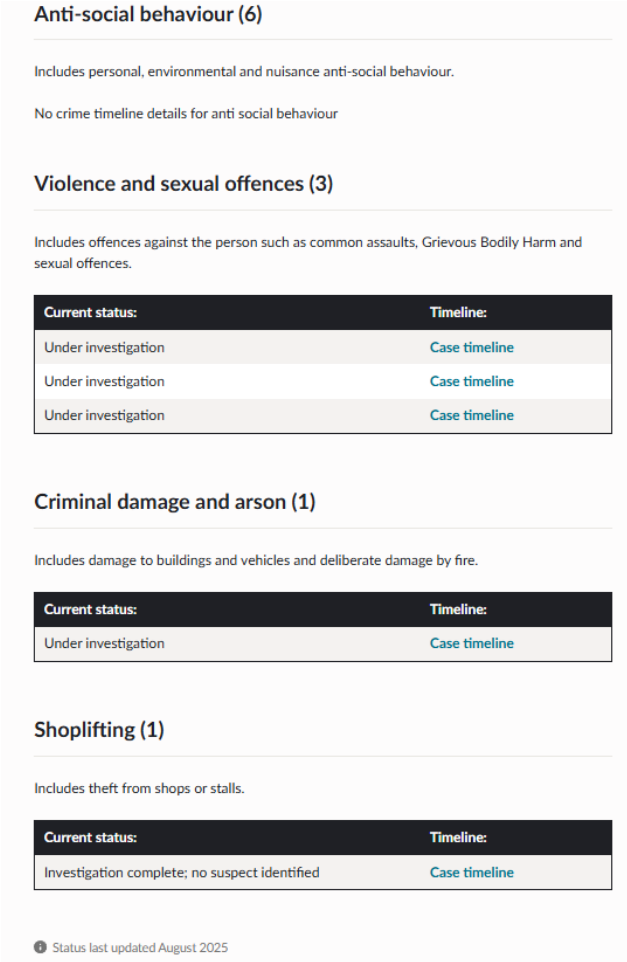 Anti-social behaviour (6)
Includes personal, environmental and nuisance anti-social behaviour.
No crime timeline details for anti social behaviour
Violence and sexual offences (3)
Includes offences against the person such as common assaults, Grievous Bodily Harm and
sexual offences.
Current status: Timeline:
Under investigation Case timeline
Under investigation Case timeline
Under investigation Case timeline
Criminal damage and arson (1)
Includes damage to buildings and vehicles and deliberate damage by fire.
Current status: Timeline:
Under investigation Case timeline
Shoplifting (1)
Includes theft from shops or stalls.
Current status: Timeline:
Investigation complete; no suspect identified Case timeline
Status last updated August 2025